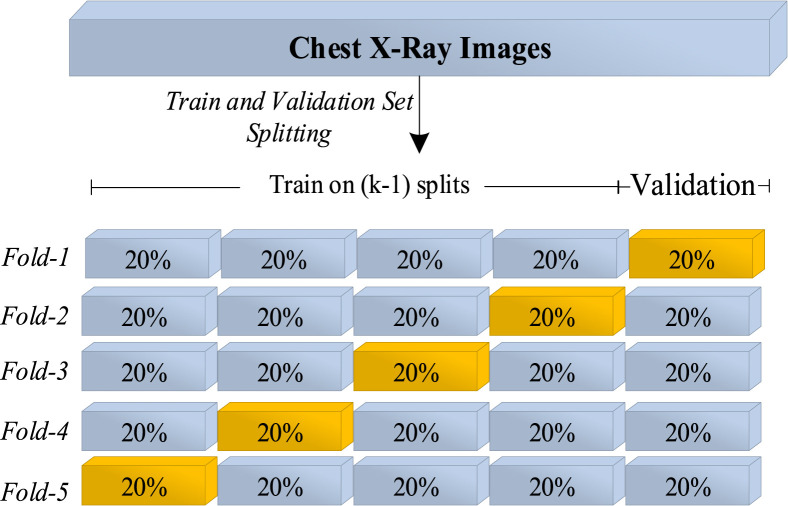 Chest X-Ray Images
Train and Validation Set
Splitting
Train on (k-1) splits Validation
Fold-1 20% 20% 20% 20% 20%
Fold-2 20% 20% 20% 20% 20%
Fold-3 20% 20% 20% 20% 20%
Fold-4 20% 20% 20% 20% 20%
Fold-5 20% 20% 20% 20% 20%